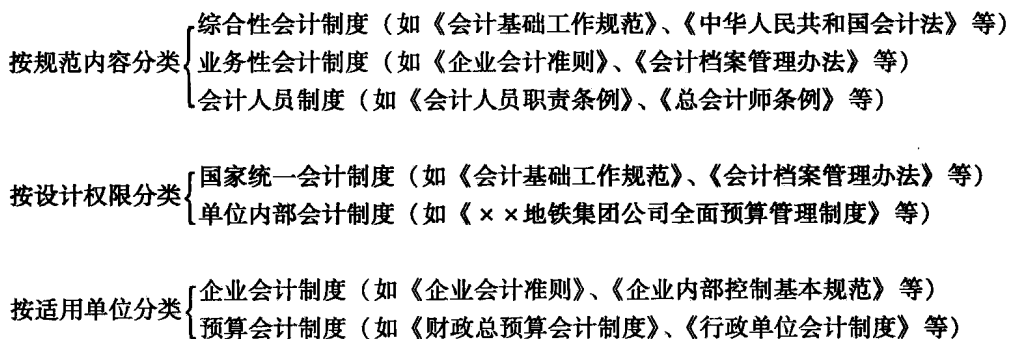 综合性会计制度（如《会计基础工作规范》、《中华人民共和国会计法》等）
按规范内容分类{业务性会计制度（如《企业会计准则》、《会计档案管理办法》等）
会计人员制度（如《会计人员职责条例》、《总会计师条例》等）
国家统一会计制度（如《会计基础工作规范》、《会计档案管理办法》等）
按设计权限分类{
单位内部会计制度（如《××地铁集团公司全面预算管理制度》等）
企业会计制度（如《企业会计准则》、《企业内部控制基本规范》等）
按适用单位分类{
预算会计制度（如《财政总预算会计制度》、《行政单位会计制度》等）